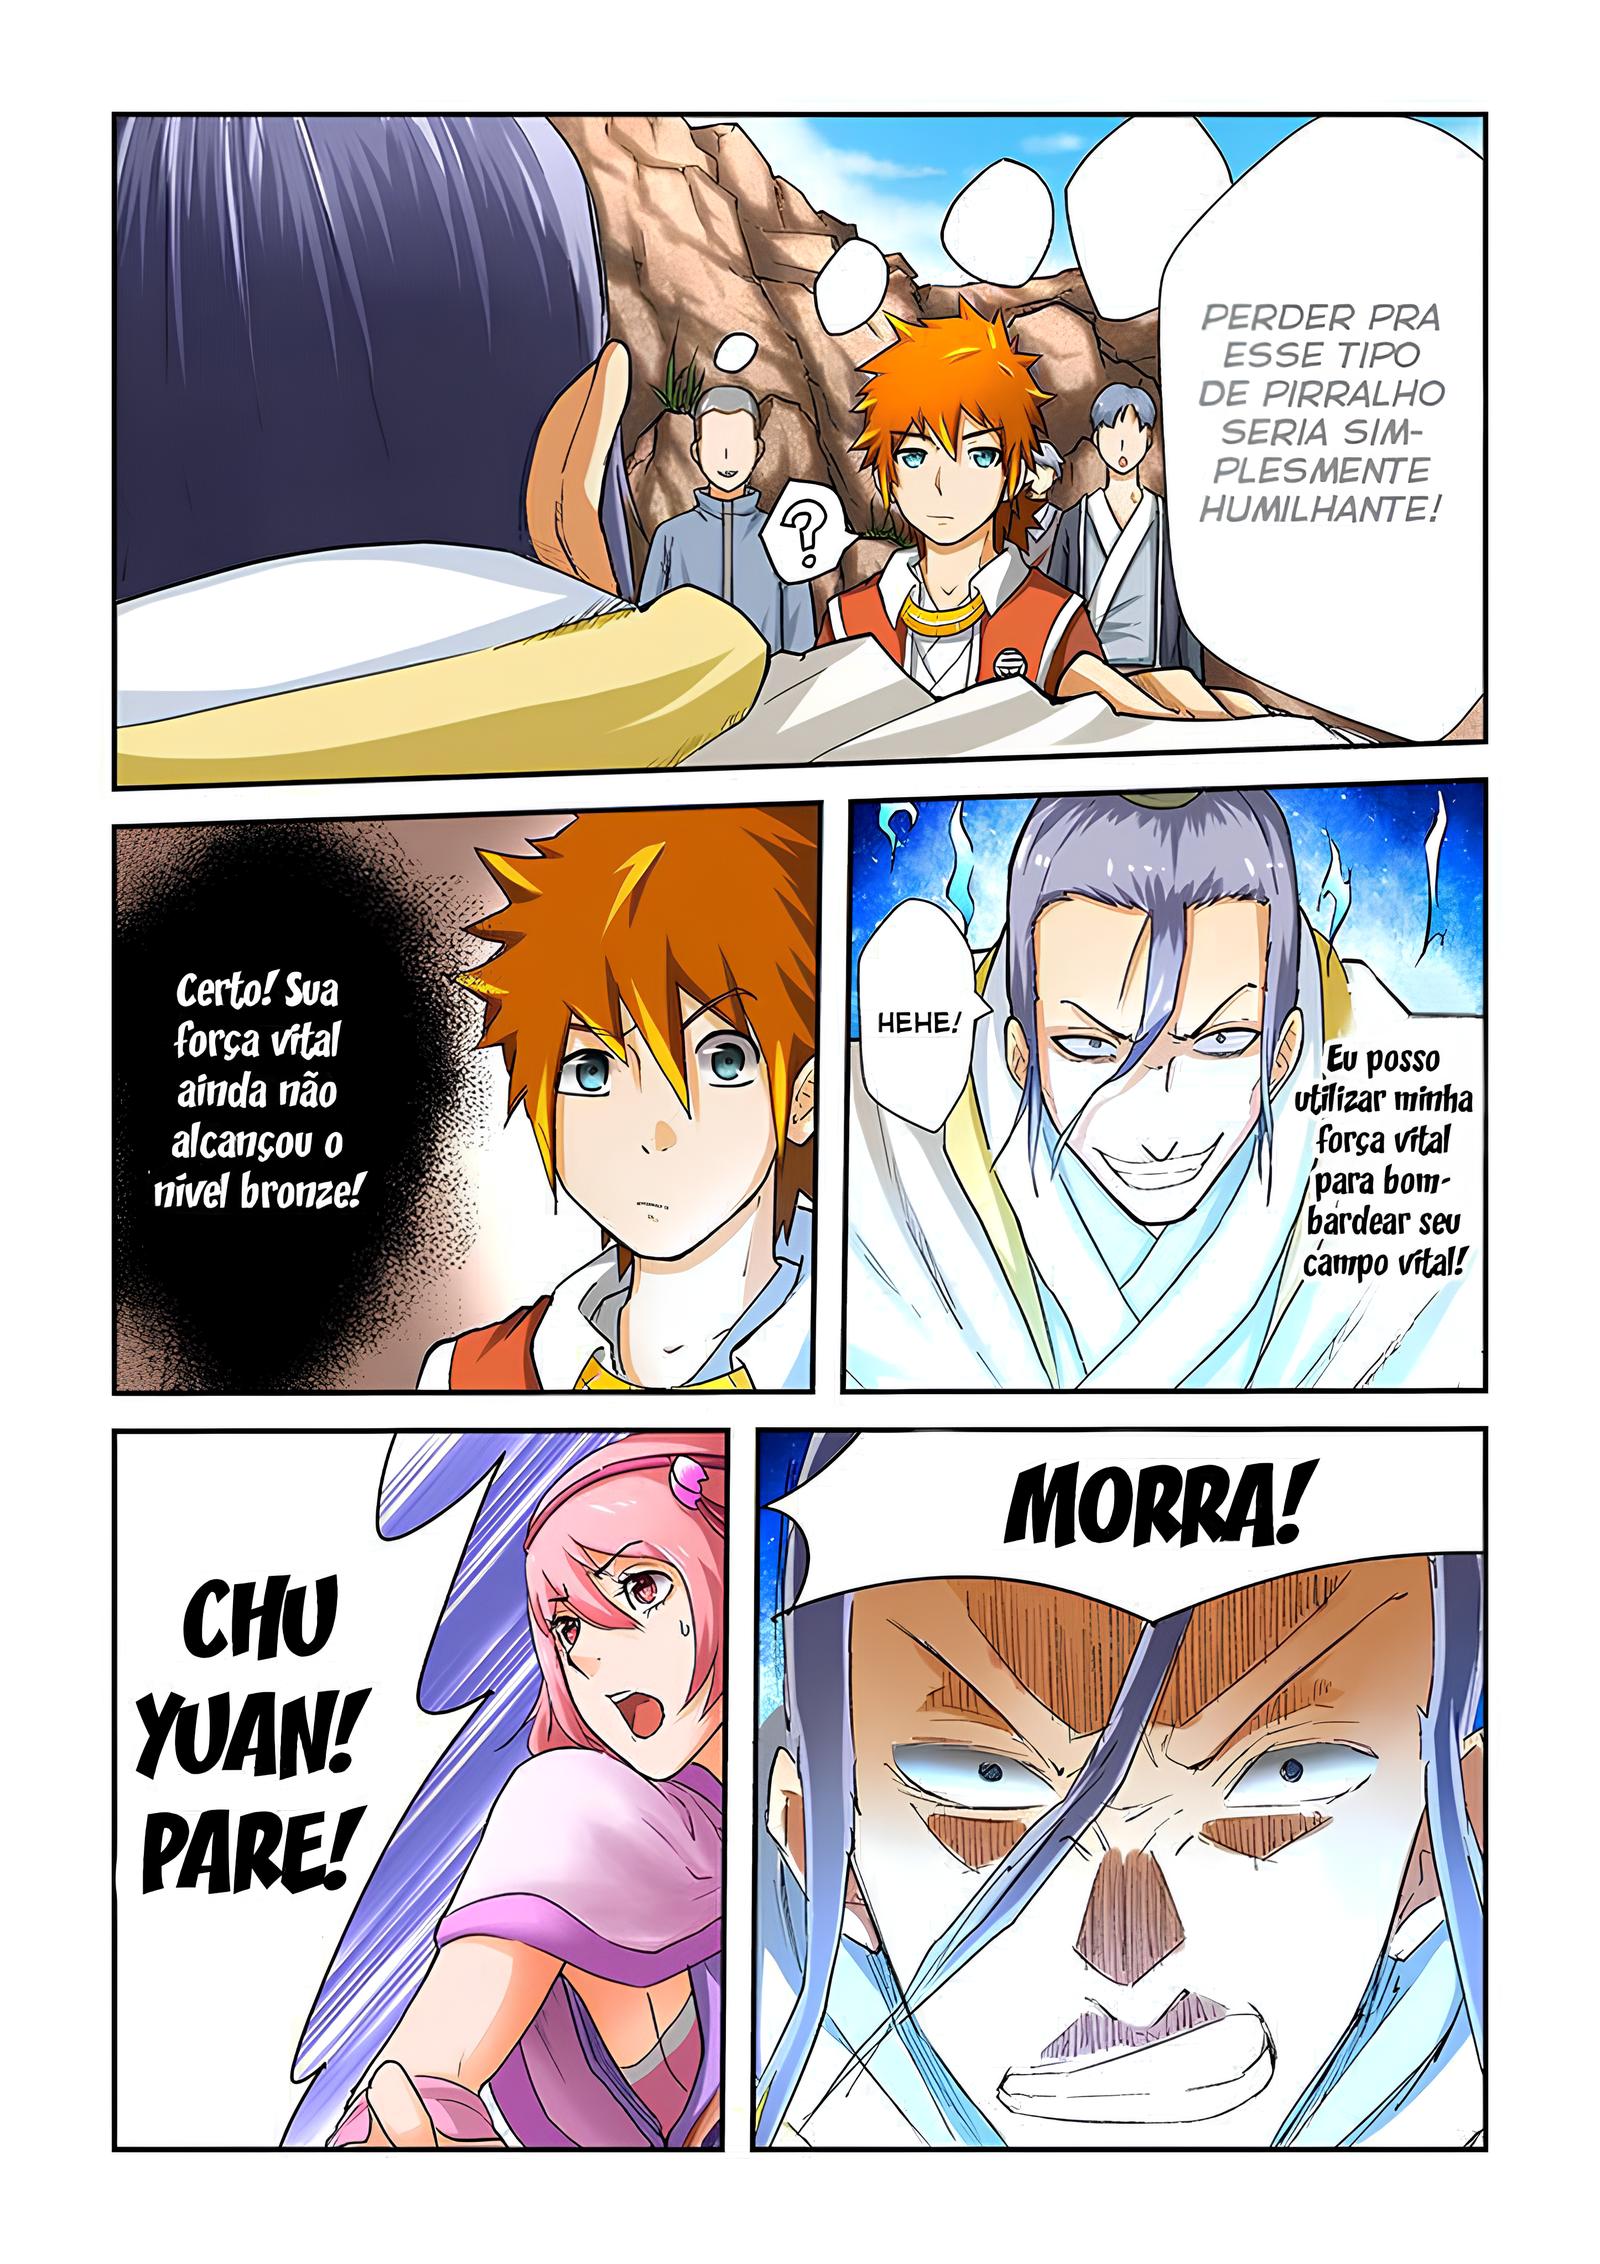 PERDER PRA
ESSE TIPO
DE PIRRALHO
SERIA SIM-
PLESMENTE
HUMILHANTE!
?
Certo! Sua
força vital
ainda não
alcançou o
nível bronze!
HEHE!
Eu posso
utilizar minha
força vital
para bom-
bardear seu
campo vital!
CHU
YUAN!
PARE!
MORRA!